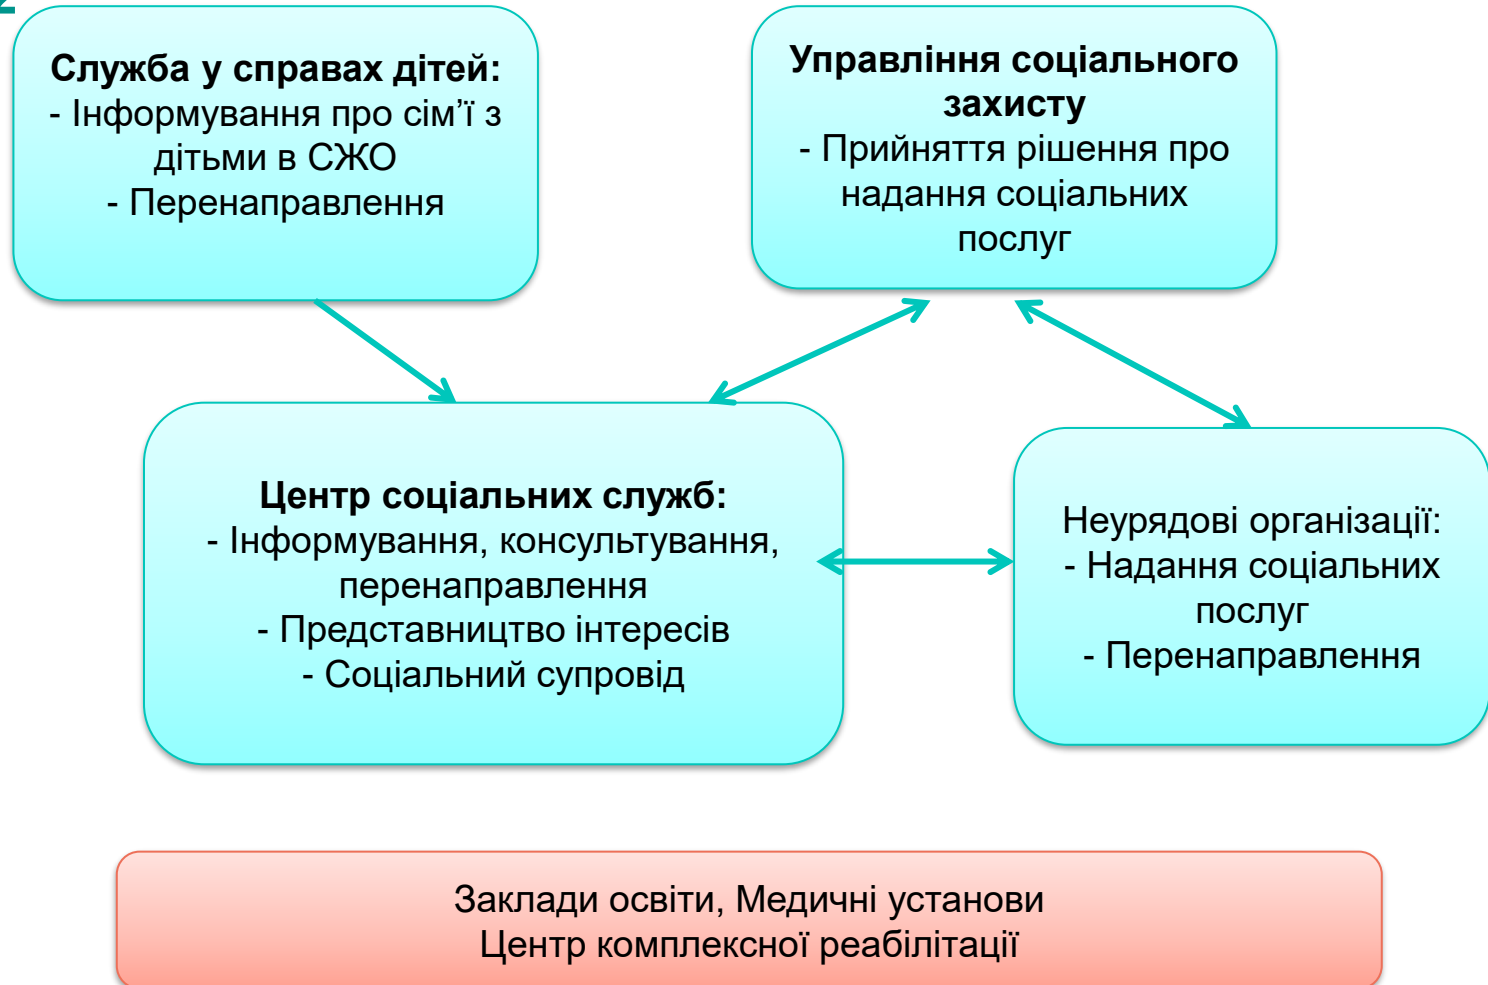 Служба у справах дітей:
- Інформування про сім’ї з
дітьми в СЖО
- Перенаправлення
Управління соціального
захисту
- Прийняття рішення про
надання соціальних
послуг
Центр соціальних служб:
- Інформування, консультування,
перенаправлення
- Представництво інтересів
- Соціальний супровід
Неурядові організації:
- Надання соціальних
послуг
- Перенаправлення
Заклади освіти, Медичні установи
Центр комплексної реабілітації